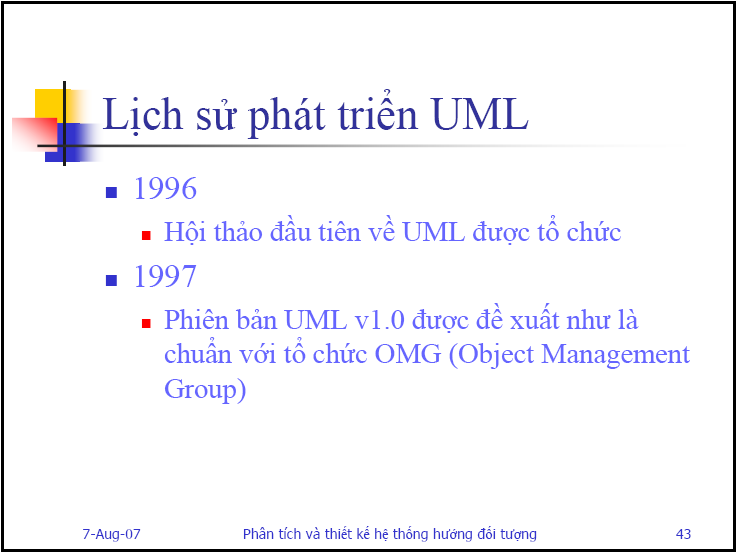 Lịch sử phát triển UML
1996
Hội thảo đầu tiên về UML được tổ chức
1997
Phiên bản UML v1.0 được đề xuất như là
chuẩn với tổ chức OMG (Object Management
Group)
7-Aug-07 Phân tích và thiết kế hệ thống hướng đối tượng 43